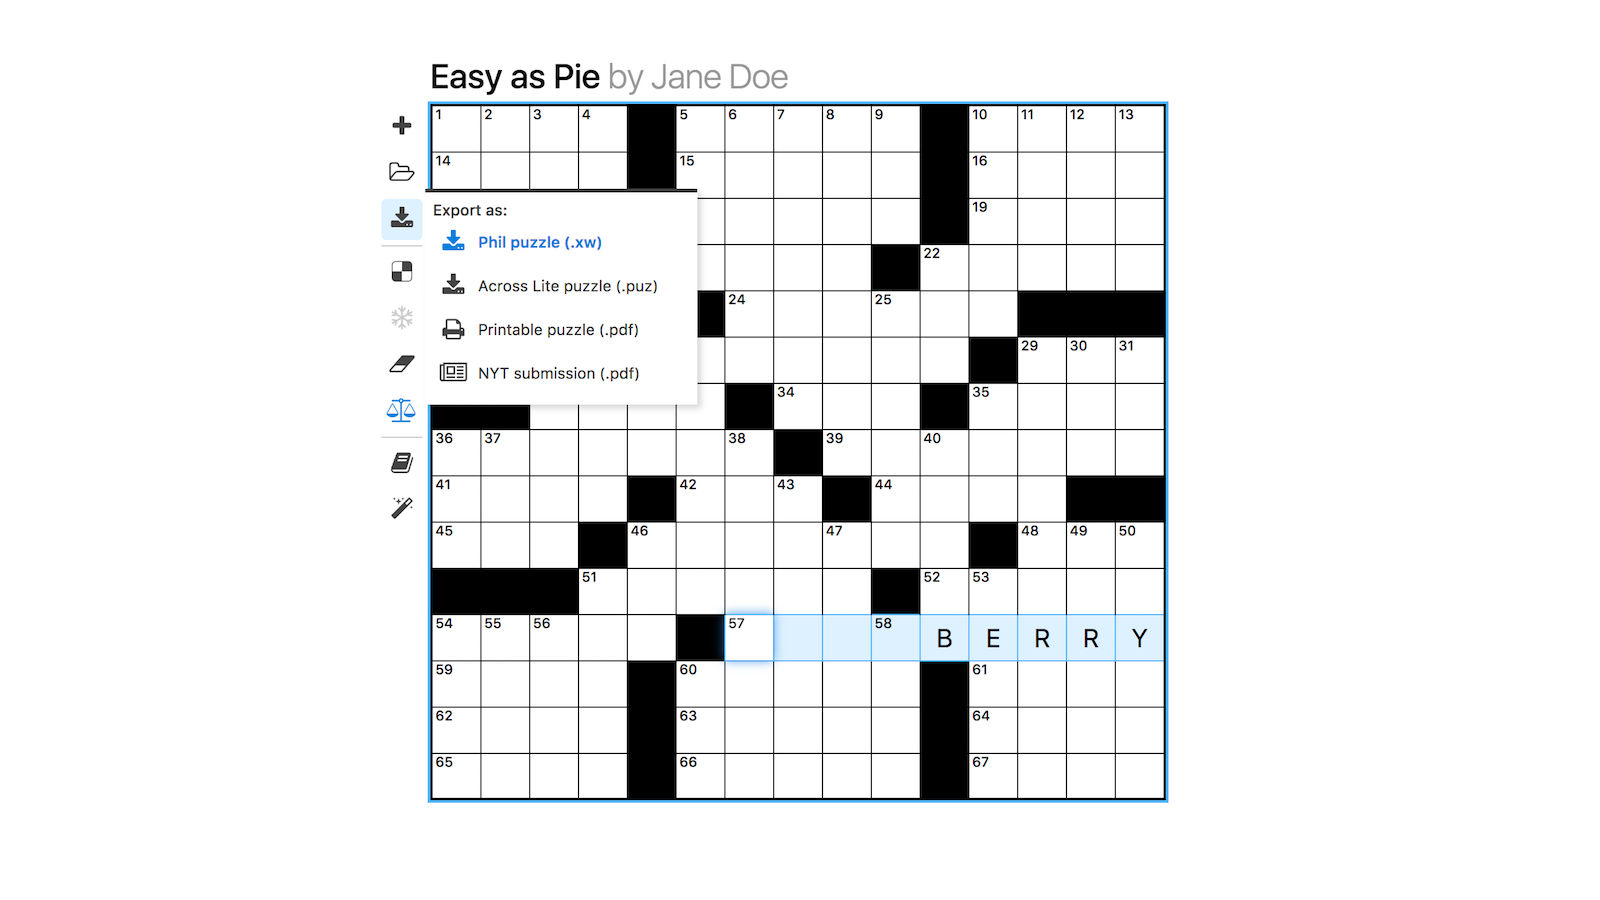 Easy as Pie by Jane Doe
1 2 3 4 5 6 7 8 9 10 11 12 13
14 15 16
19
Export as:
Phil puzzle (.xw)
22
Across Lite puzzle (.puz)
24 25
Printable puzzle (.pdf)
29 30 31
NYT submission (.pdf)
34 35
36 37 38 39 40
41 42 43 44
45 46 47 48 49 50
51 52 53
54 55 56 57 58 B E R R Y
59 60 61
62 63 64
65 66 67